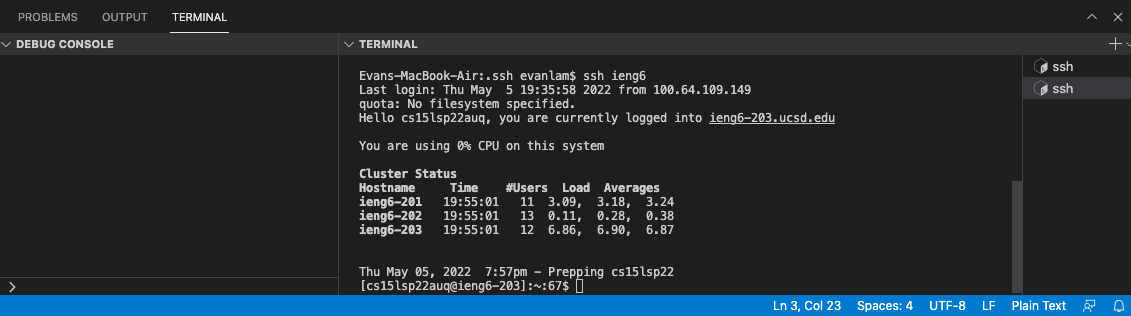 PROBLEMS OUTPUT TERMINAL
DEBUG CONSOLE
TERMINAL
Evans-MacBook-Air:.ssh evanlam$ ssh ieng6
Last login: Thu May  5 19:35:58 2022 from 100.64.109.149
quota: No filesystem specified.
Hello cs15lsp22auq, you are currently logged into ieng6-203.ucsd.edu
You are using 0% CPU on this system
Cluster Status
Hostname     Time    #Users  Load  Averages
ieng6-201   19:55:01   11  3.09,  3.18,  3.24
ieng6-202   19:55:01   13  0.11,  0.28,  0.38
ieng6-203   19:55:01   12  6.86,  6.90,  6.87
Thu May 05, 2022  7:57pm - Prepping cs15lsp22
[cs15lsp22auq@ieng6-203]:~:67$
ssh
ssh
Ln 3, Col 23 Spaces: 4 UTF-8 LF Plain Text